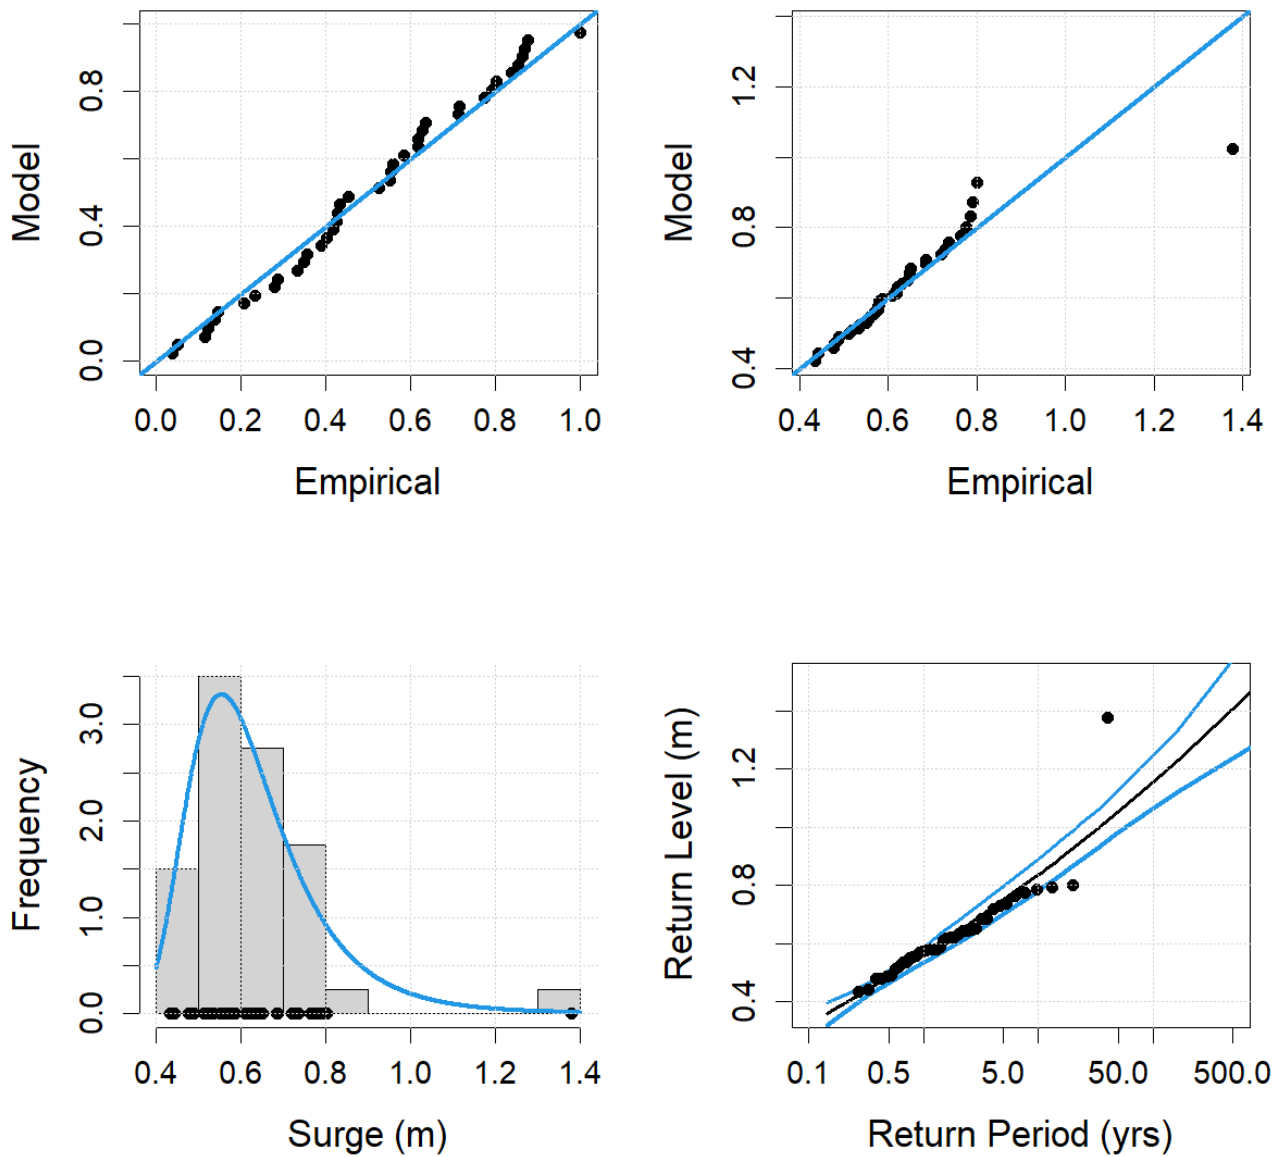 Model
0.0 0.4 0.8
0.0 0.2 0.4 0.6 0.8 1.0
Empirical
Model
0.4 0.8 1.2
0.4 0.6 0.8 1.0 1.2 1.4
Empirical
Frequency
0.0 1.0 2.0 3.0
0.4 0.6 0.8 1.0 1.2 1.4
Surge (m)
Return Level (m)
0.4 0.8 1.2
0.1 0.5 5.0 50.0 500.0
Return Period (yrs)